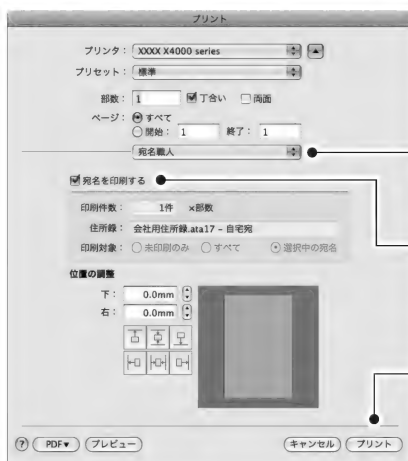 プリント
プリンタ： XXXX X4000 series
プリセット： 標準
部数： 1 丁合い 両面
ページ： すべて
開始： 1 終了： 1
宛名職人
宛名を印刷する
印刷件数： 1件 ×部数
住所録： 会社用住所録.ata17 – 自宅宛
印刷対象： 未印刷のみ すべて 選択中の宛名
位置の調整
下： 0.0mm
右： 0.0mm
? PDF▼ プレビュー キャンセル プリント